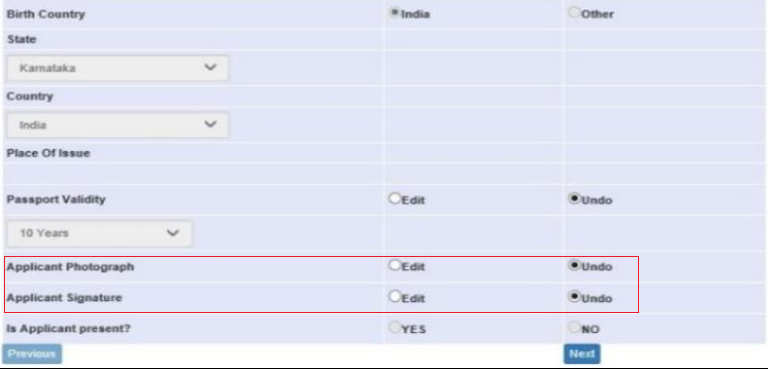 Birth Country India Other
State
Karnataka
Country
India
Place Of Issue
Passport Validity Edit Undo
10 Years
Applicant Photograph Edit Undo
Applicant Signature Edit Undo
Is Applicant present? YES NO
Previous Next